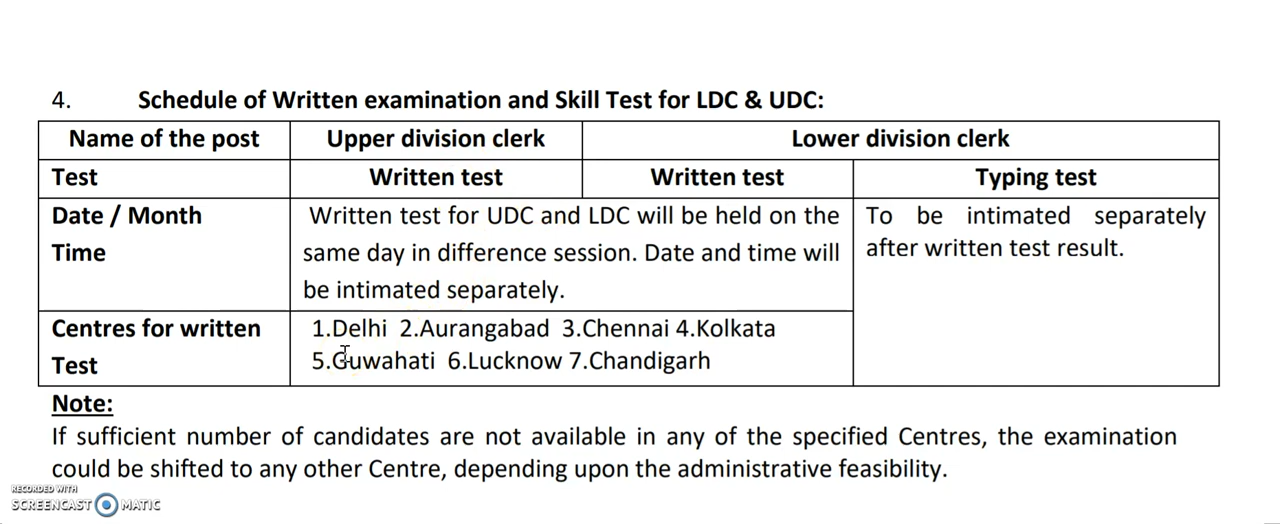 4. Schedule of Written examination and Skill Test for LDC & UDC:
Name of the post Upper division clerk Lower division clerk
Test Written test Written test Typing test
Date / Month
Time
Written test for UDC and LDC will be held on the
same day in difference session. Date and time will
be intimated separately.
To be intimated separately
after written test result.
Centres for written
Test
1.Delhi 2.Aurangabad 3.Chennai 4.Kolkata
5.Guwahati 6.Lucknow 7.Chandigarh
Note:
If sufficient number of candidates are not available in any of the specified Centres, the examination
could be shifted to any other Centre, depending upon the administrative feasibility.
RECORDED WITH
SCREENCAST MATIC